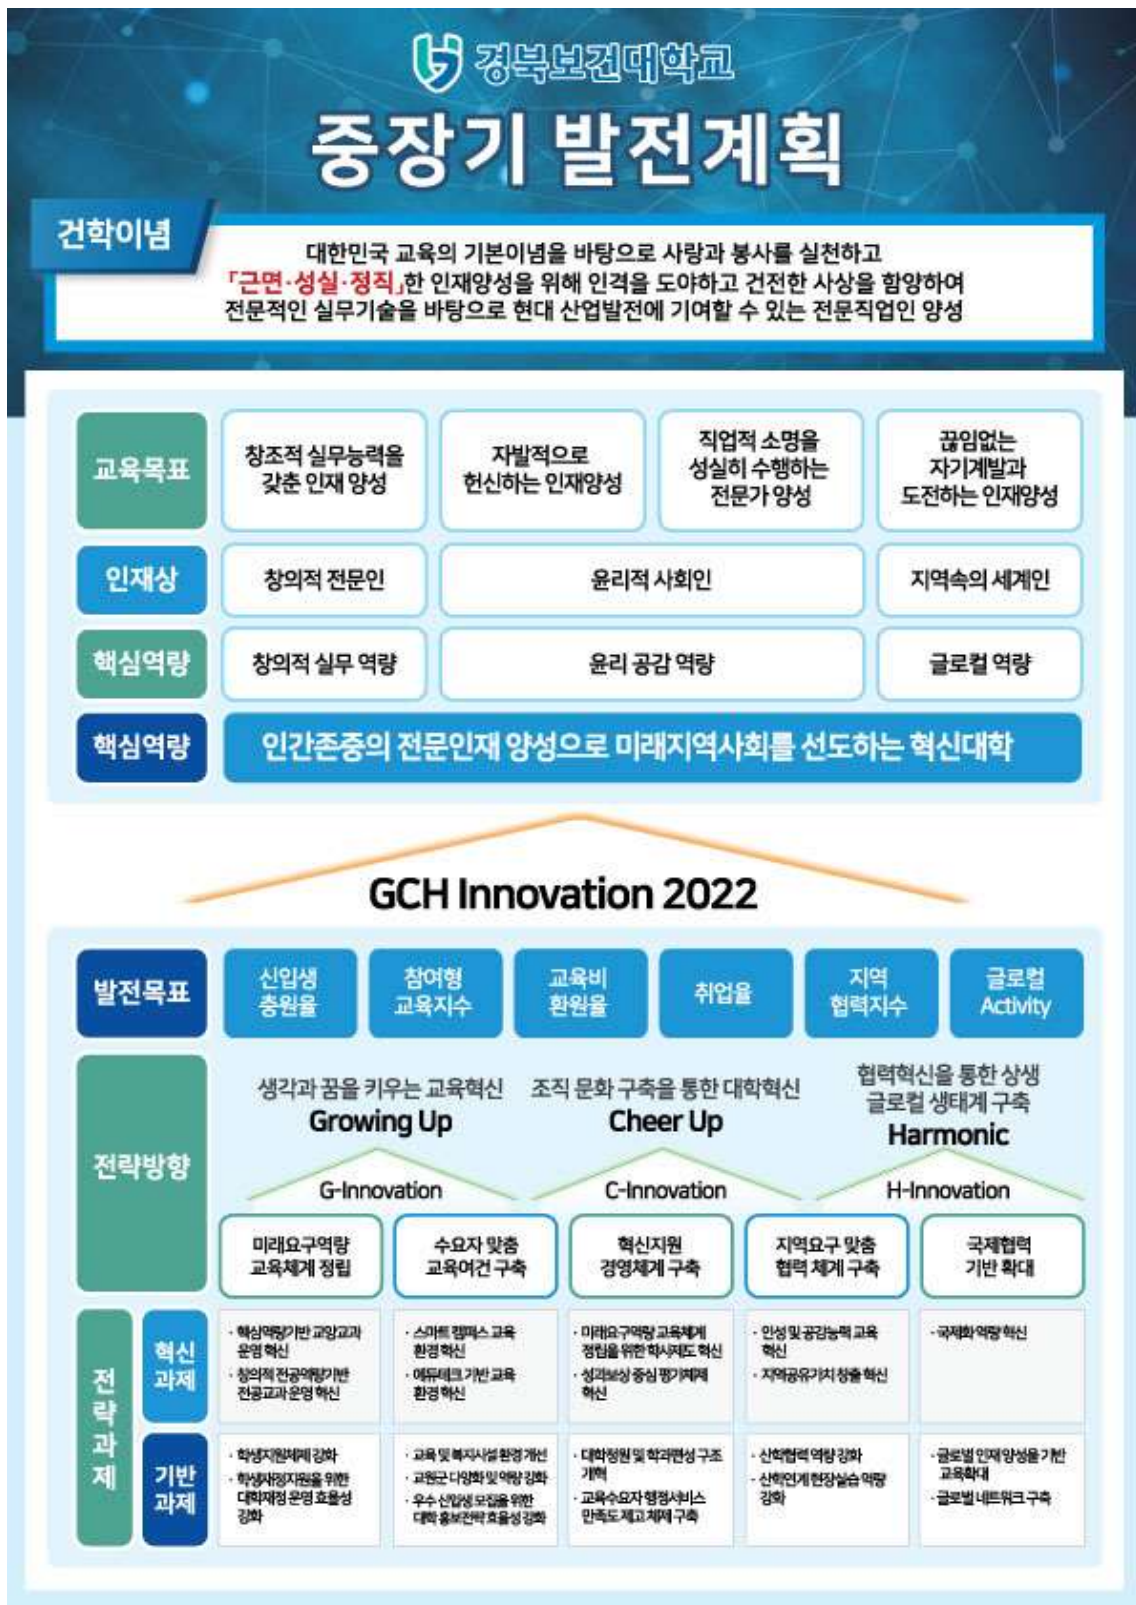 경북보건대학교
중장기 발전계획
건학이념
대한민국 교육의 기본이념을 바탕으로 사랑과 봉사를 실천하고
「근면·성실·정직」한 인재양성을 위해 인격을 도야하고 건전한 사상을 함양하여
전문적인 실무기술을 바탕으로 현대 산업발전에 기여할 수 있는 전문직업인 양성
교육목표
창조적 실무능력을
갖춘 인재 양성
자발적으로
헌신하는 인재양성
직업적 소명을
성실히 수행하는
전문가 양성
끊임없는
자기계발과
도전하는 인재양성
인재상
창의적 전문인
윤리적 사회인
지역속의 세계인
핵심역량
창의적 실무 역량
윤리 공감 역량
글로컬 역량
핵심역량
인간존중의 전문인재 양성으로 미래지역사회를 선도하는 혁신대학
GCH Innovation 2022
발전목표
신입생
충원율
참여형
교육지수
교육비
환원율
취업율
지역
협력지수
글로컬
Activity
전략방향
생각과 꿈을 키우는 교육혁신
Growing Up
G-Innovation
조직 문화 구축을 통한 대학혁신
Cheer Up
C-Innovation
협력혁신을 통한 상생
글로컬 생태계 구축
Harmonic
H-Innovation
미래요구역량
교육체계 정립
수요자 맞춤
교육여건 구축
혁신지원
경영체계 구축
지역요구 맞춤
협력 체계 구축
국제협력
기반 확대
전략과제
혁신
과제
· 핵심역량기반 교양교과
운영 혁신
· 창의적 전공역량기반
전공교과 운영 혁신
· 스마트 캠퍼스 교육
환경 혁신
· 에듀테크 기반 교육
환경 혁신
· 미래요구역량 교육체계
정립을 위한 학사제도 혁신
· 성과보상 중심 평가체제
혁신
· 인성 및 공감능력 교육
혁신
· 지역공유가치 창출 혁신
· 국제화 역량 혁신
기반
과제
· 학생지원체제 강화
· 학생재정지원을 위한
대학재정 운영 효율성
강화
· 교육 및 복지시설 환경 개선
· 교원군 다양화 및 역량 강화
· 우수 신입생 모집을 위한
대학 홍보전략 효율성 강화
· 대학정원 및 학과편성 구조
개혁
· 교육수요자 행정서비스
만족도 제고 체제 구축
· 산학협력 역량 강화
· 산학연계 현장실습 역량
강화
· 글로벌 인재 양성을 기반
교육확대
· 글로벌 네트워크 구축